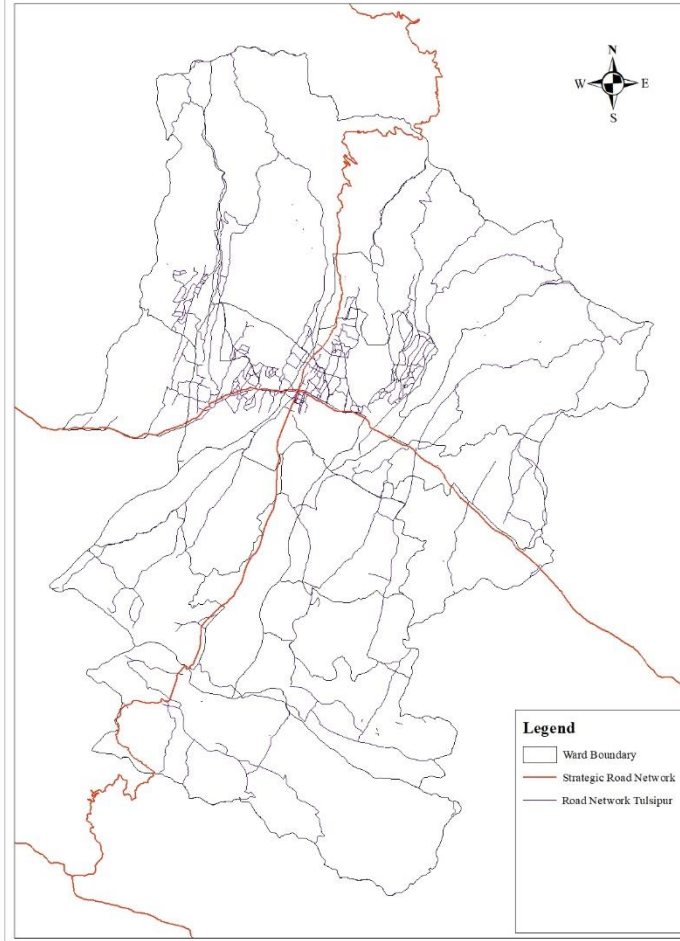 N
W E
S
Legend
Ward Boundary
Strategic Road Network
Road Network Tulsipur